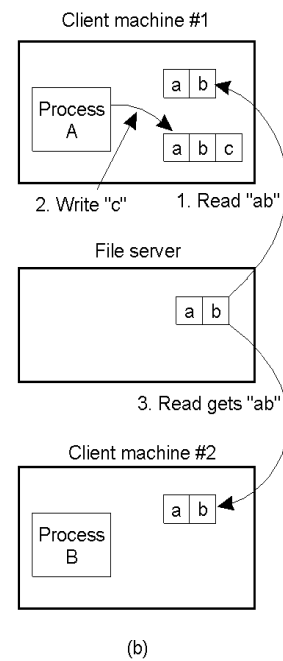 Client machine #1
a b
Process
A
a b c
2. Write "c"
1. Read "ab"
File server
a b
3. Read gets "ab"
Client machine #2
a b
Process
B
(b)